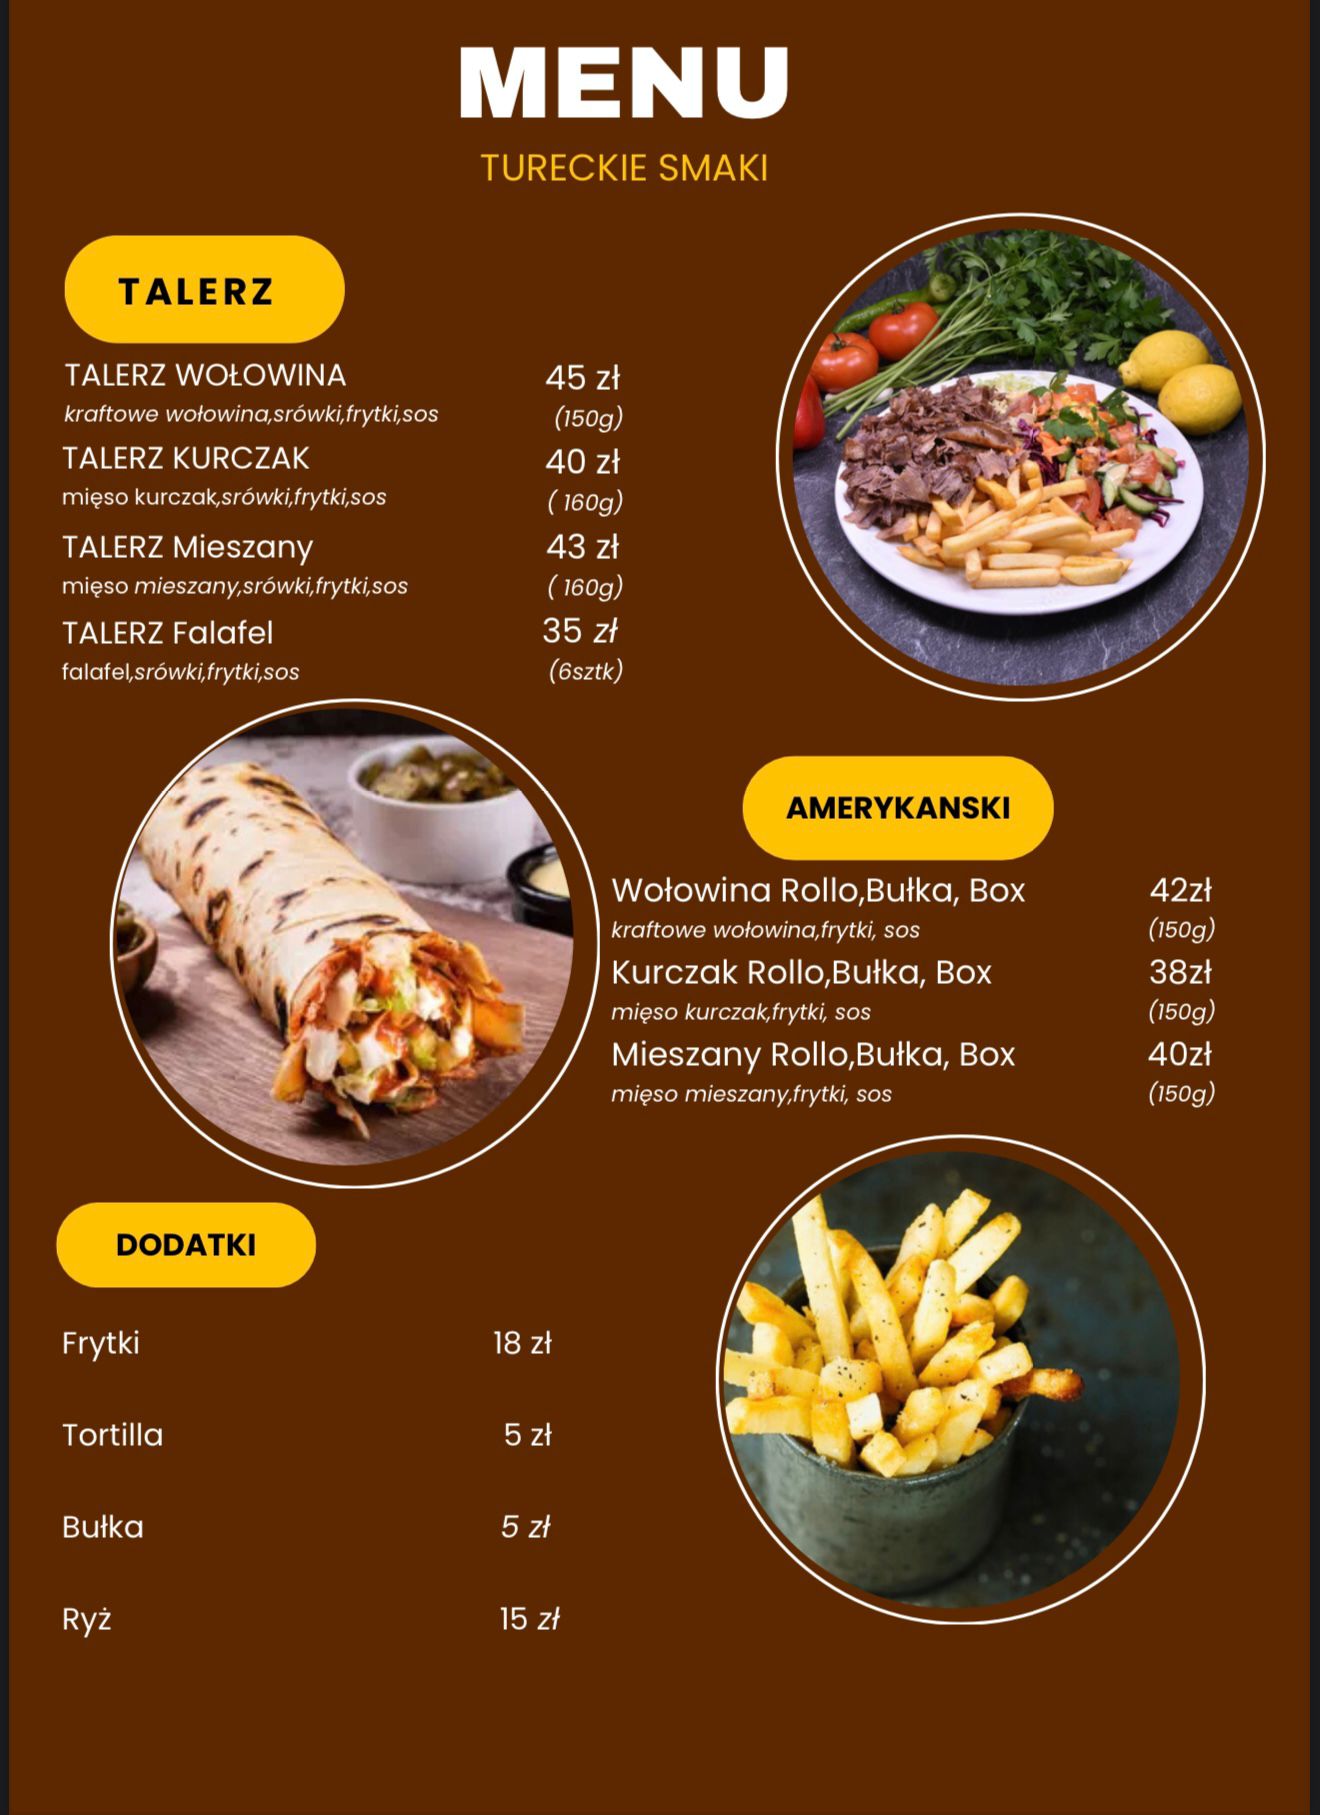 MENU
TURECKIE SMAKI
TALERZ
TALERZ WOŁOWINA 45 zł
kraftowe wołowina,srówki,frytki,sos (150g)
TALERZ KURCZAK 40 zł
mięso kurczak,srówki,frytki,sos ( 160g)
TALERZ Mieszany 43 zł
mięso mieszany,srówki,frytki,sos ( 160g)
TALERZ Falafel 35 zł
falafel,srówki,frytki,sos (6sztk)
AMERYKANSKI
Wołowina Rollo,Bułka, Box 42zł
kraftowe wołowina,frytki, sos (150g)
Kurczak Rollo,Bułka, Box 38zł
mięso kurczak,frytki, sos (150g)
Mieszany Rollo,Bułka, Box 40zł
mięso mieszany,frytki, sos (150g)
DODATKI
Frytki 18 zł
Tortilla 5 zł
Bułka 5 zł
Ryż 15 zł